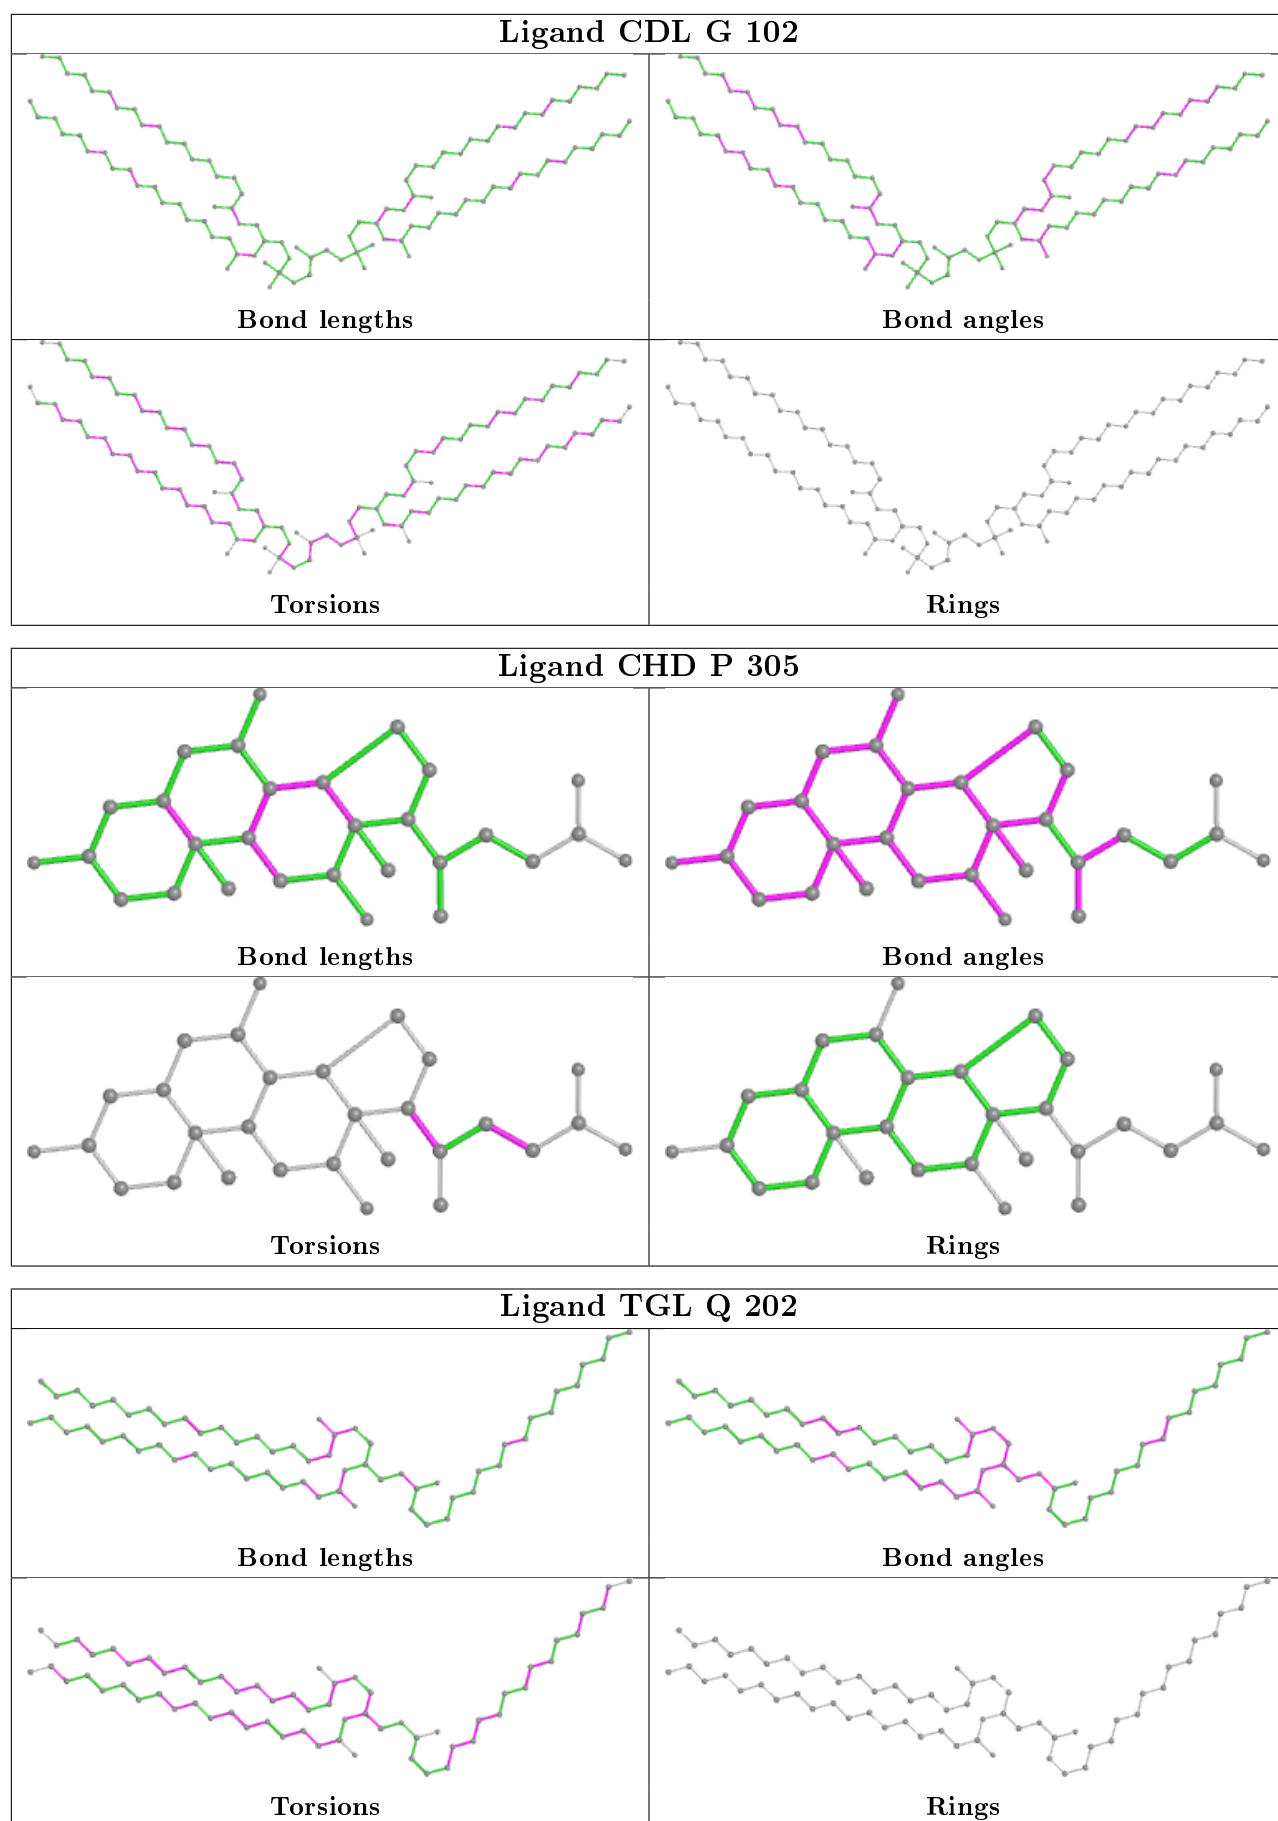 Ligand CDL G 102
Bond lengths
Bond angles
Torsions
Rings
Ligand CHD P 305
Bond lengths
Bond angles
Torsions
Rings
Ligand TGL Q 202
Bond lengths
Bond angles
Torsions
Rings